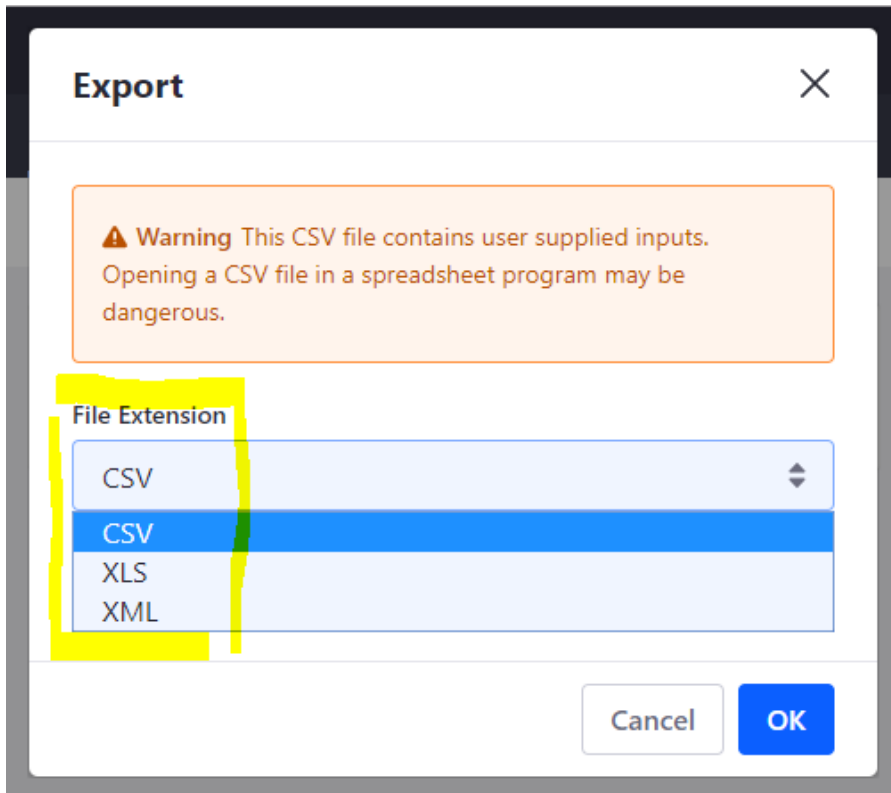 Export
Warning This CSV file contains user supplied inputs.
Opening a CSV file in a spreadsheet program may be
dangerous.
File Extension
CSV
CSV
XLS
XML
Cancel OK